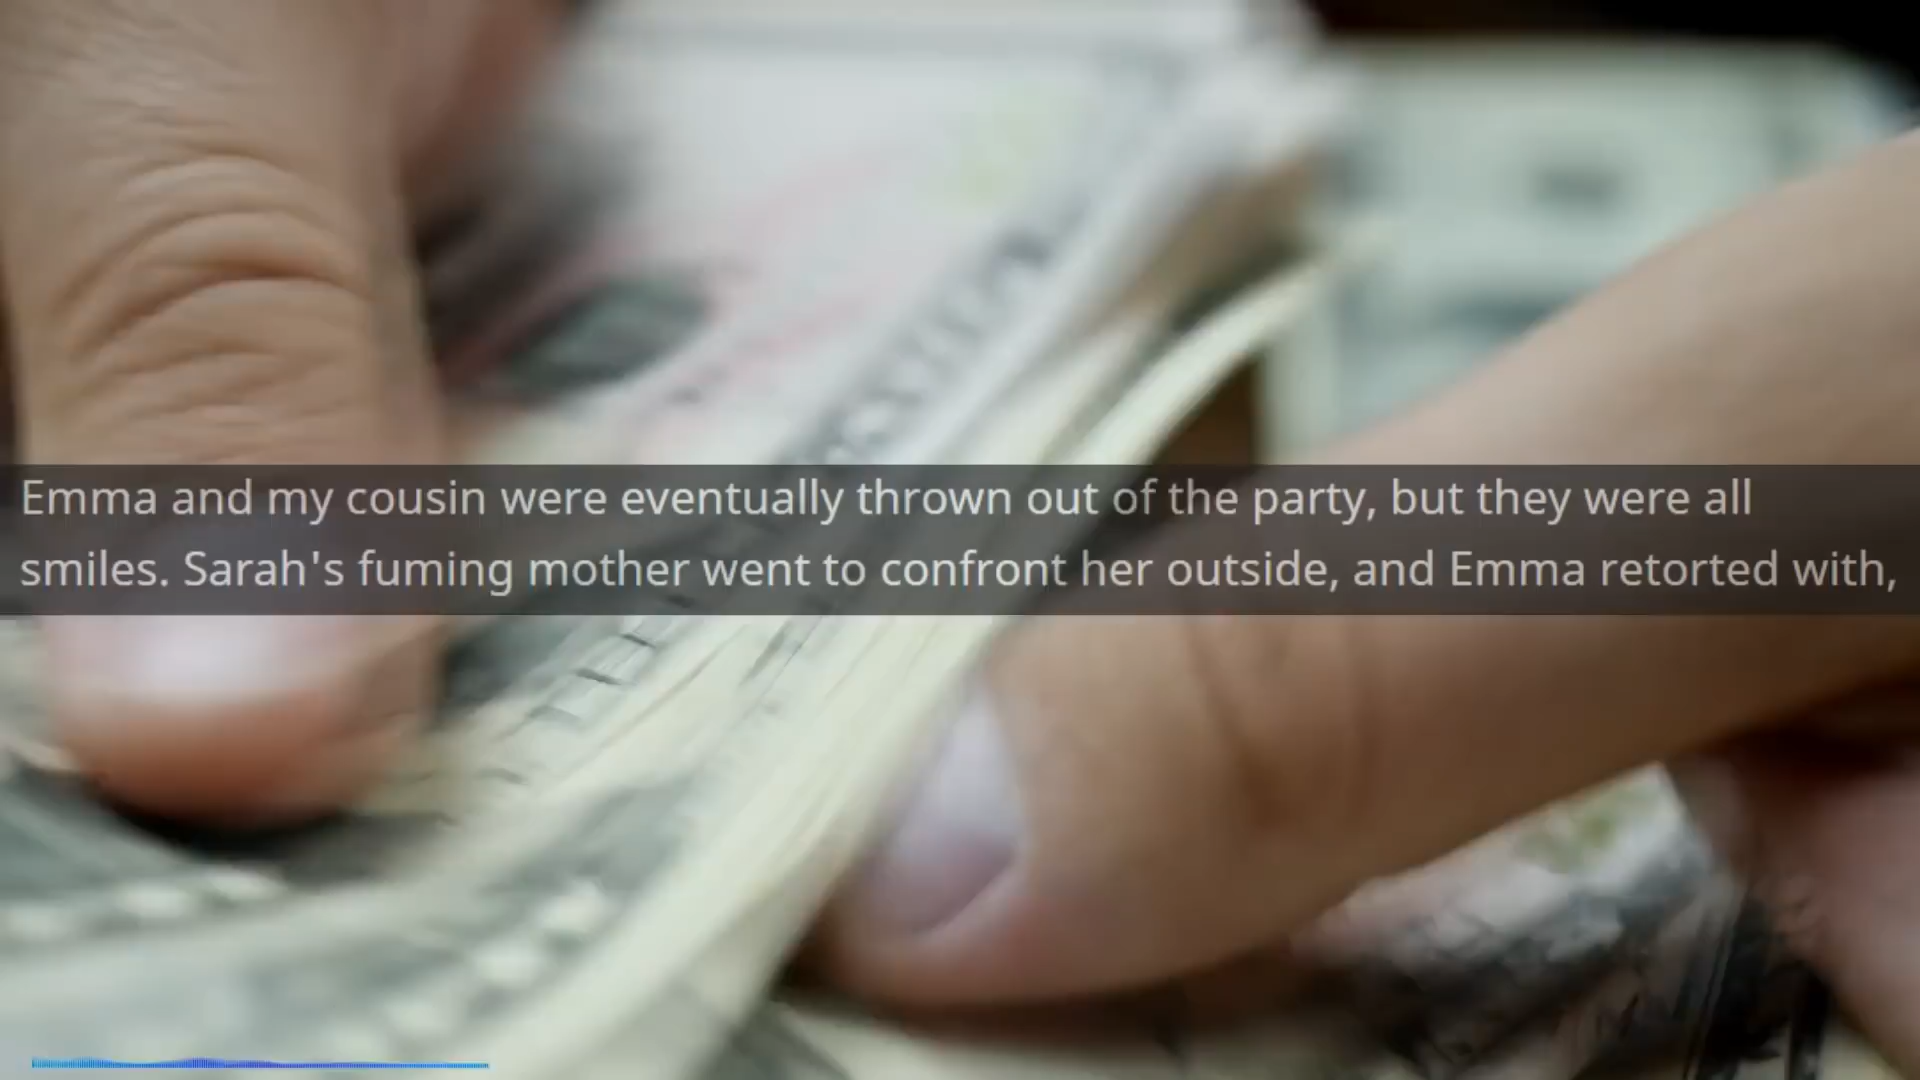 Emma and my cousin were eventually thrown out of the party, but they were all
smiles. Sarah's fuming mother went to confront her outside, and Emma retorted with,